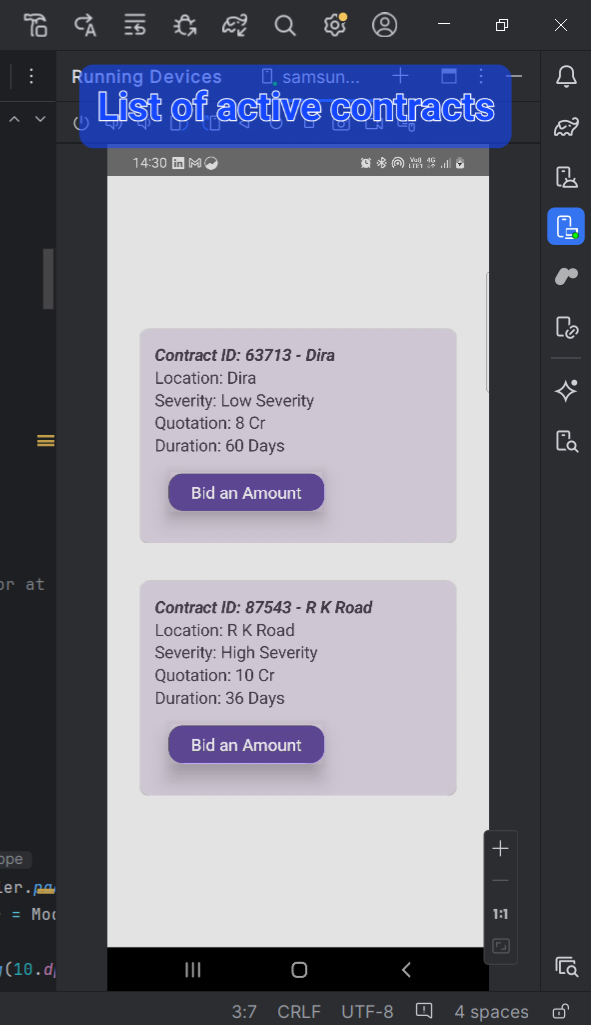 Running Devices
samsun...
List of active contracts
14:30
Contract ID: 63713 - Dira
Location: Dira
Severity: Low Severity
Quotation: 8 Cr
Duration: 60 Days
Bid an Amount
or at
Contract ID: 87543 - R K Road
Location: R K Road
Severity: High Severity
Quotation: 10 Cr
Duration: 36 Days
Bid an Amount
ope
ier.pa
= Mod
1:1
g(10.d
3:7 CRLF UTF-8 4 spaces